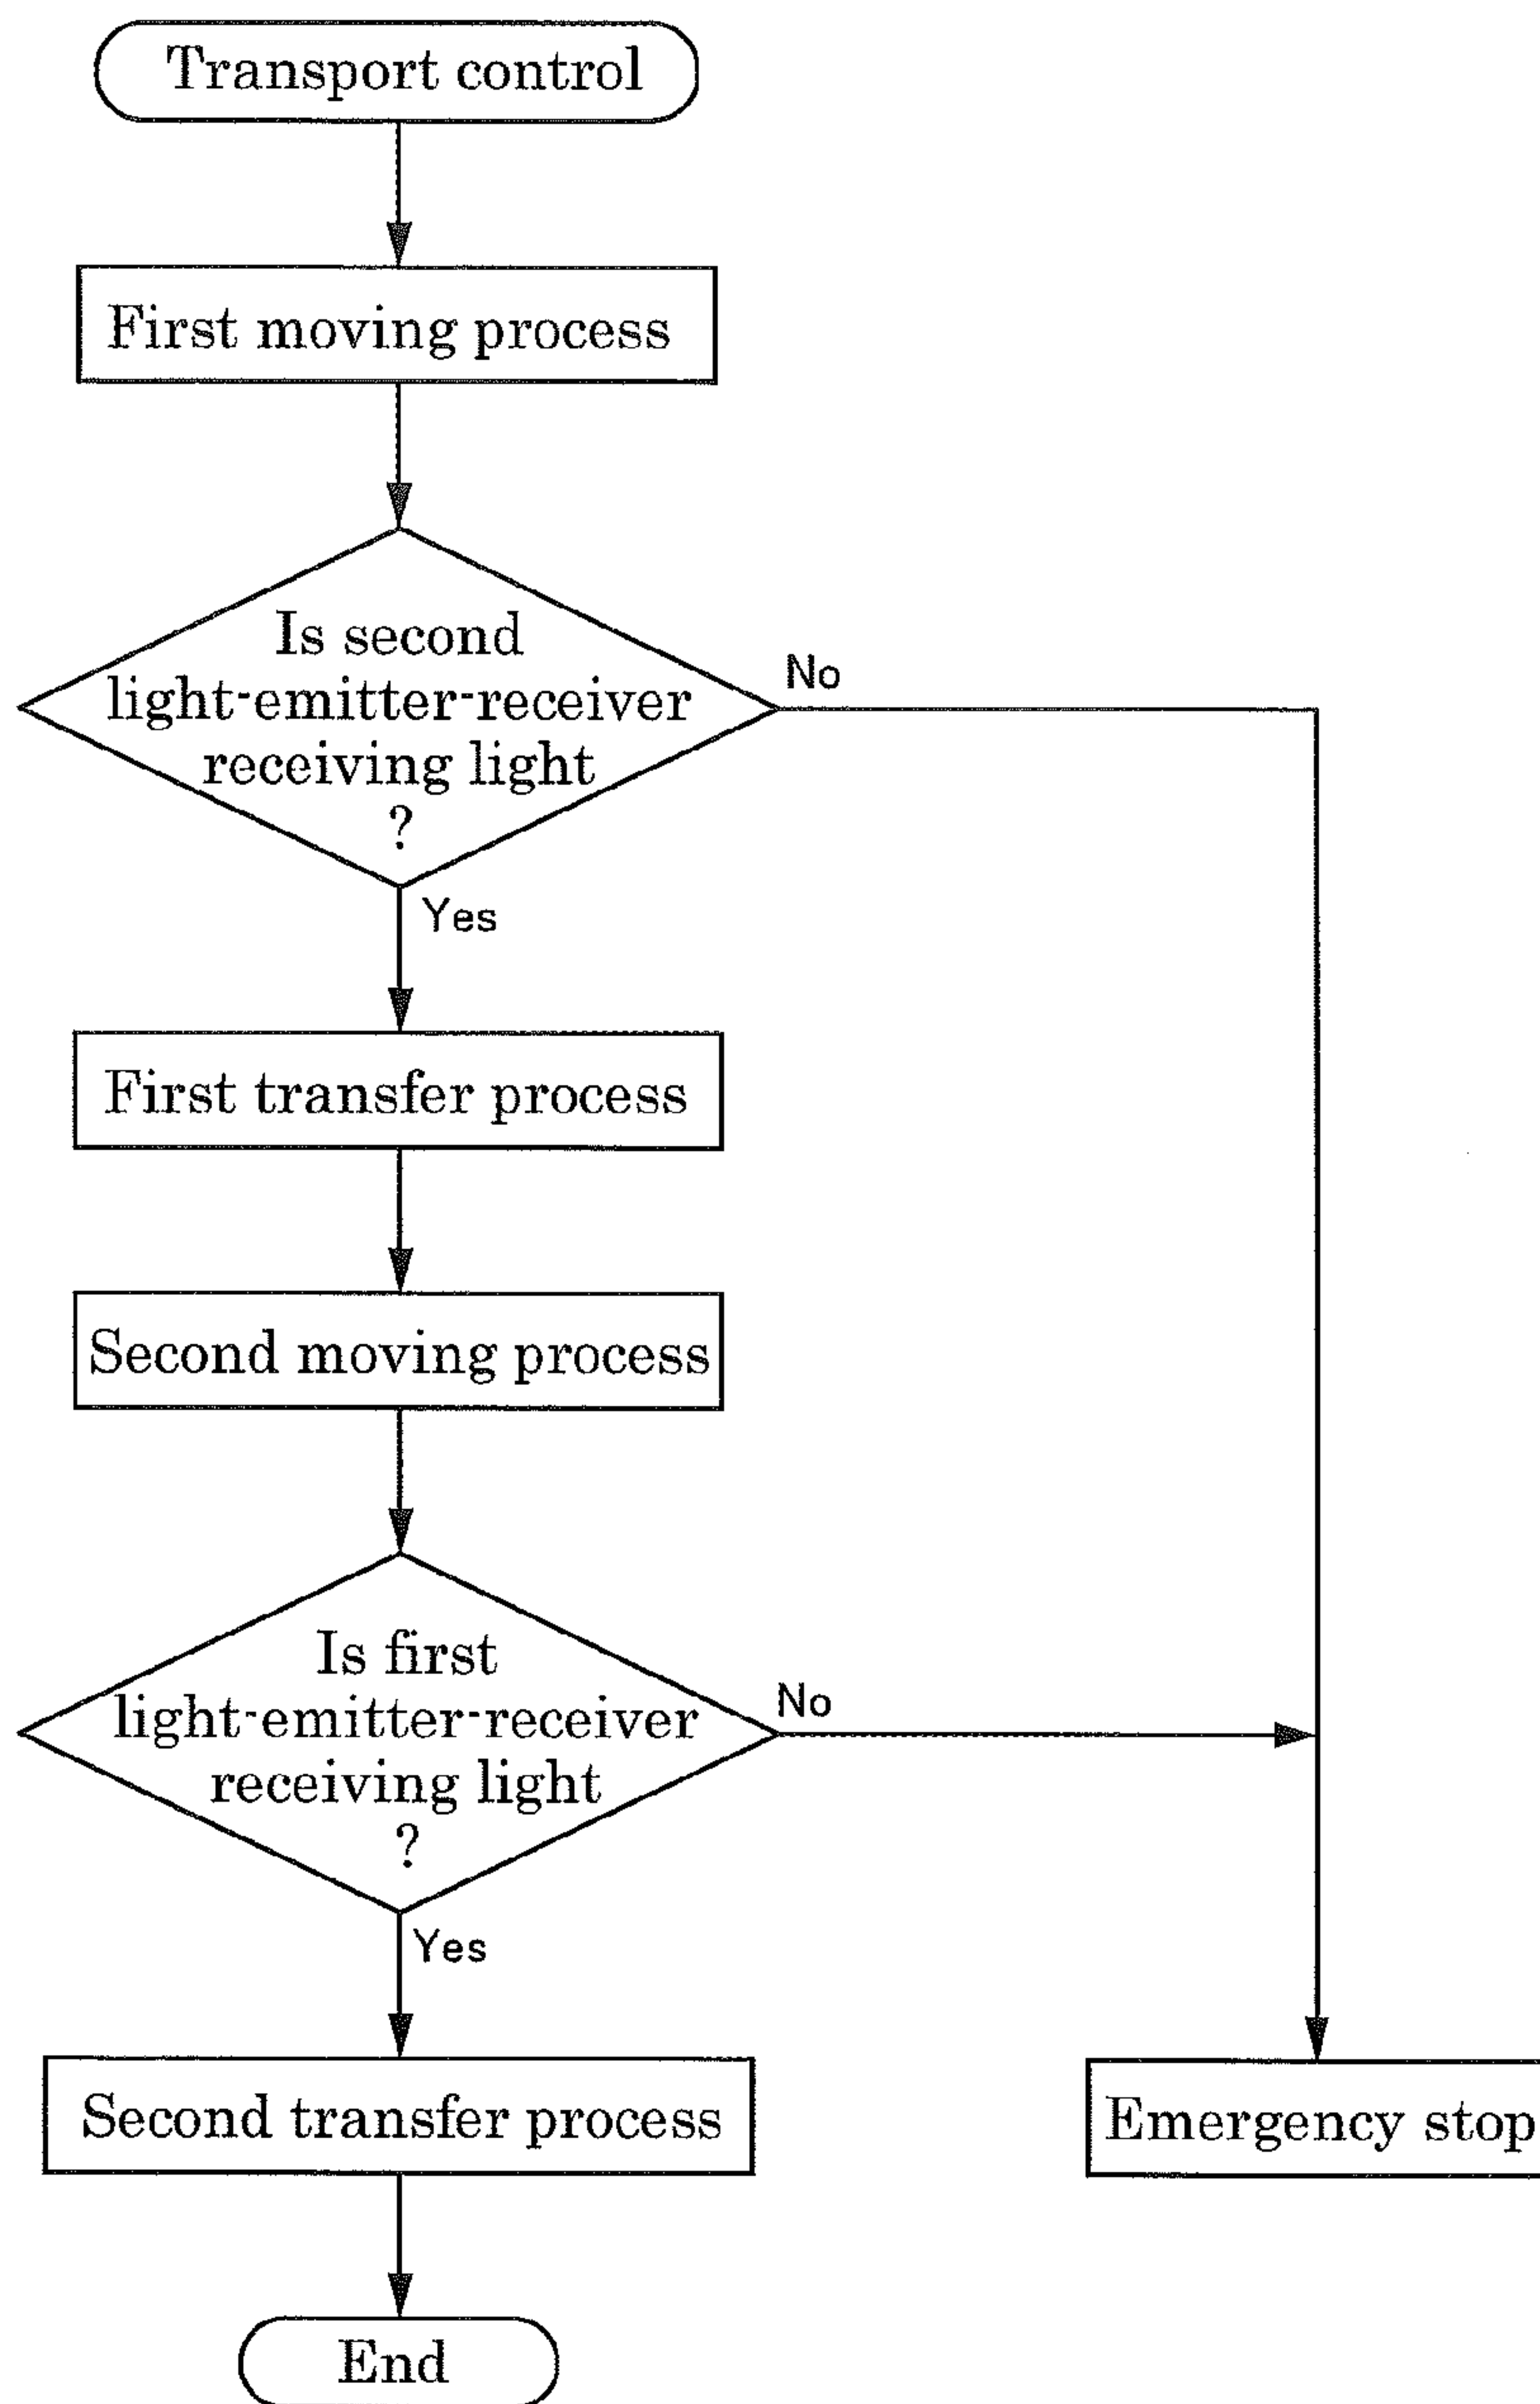 Transport control
First moving process
Is second
light-emitter-receiver
receiving light
?
No
Yes
First transfer process
Second moving process
Is first
light-emitter-receiver
receiving light
?
No
Yes
Second transfer process
Emergency stop
End